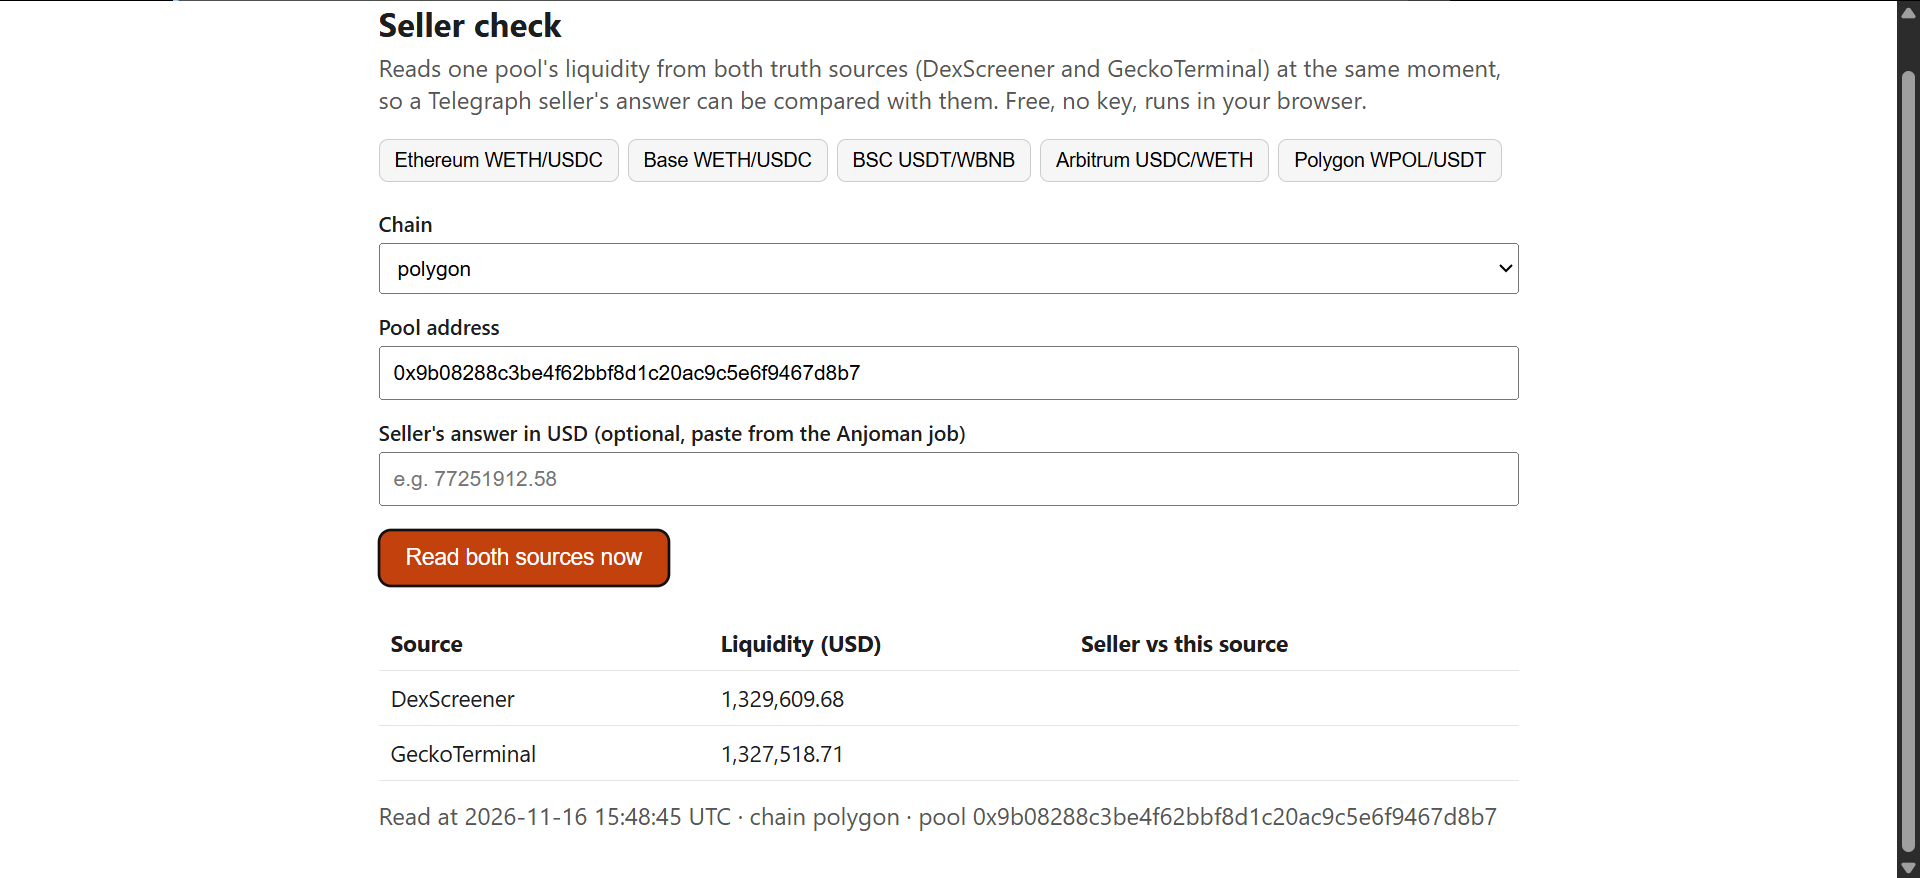 Seller check
Reads one pool's liquidity from both truth sources (DexScreener and GeckoTerminal) at the same moment,
so a Telegraph seller's answer can be compared with them. Free, no key, runs in your browser.
Ethereum WETH/USDC
Base WETH/USDC
BSC USDT/WBNB
Arbitrum USDC/WETH
Polygon WPOL/USDT
Chain
polygon
Pool address
0x9b08288c3be4f62bbf8d1c20ac9c5e6f9467d8b7
Seller's answer in USD (optional, paste from the Anjoman job)
e.g. 77251912.58
Read both sources now
Source Liquidity (USD) Seller vs this source
DexScreener 1,329,609.68
GeckoTerminal 1,327,518.71
Read at 2026-11-16 15:48:45 UTC · chain polygon · pool 0x9b08288c3be4f62bbf8d1c20ac9c5e6f9467d8b7